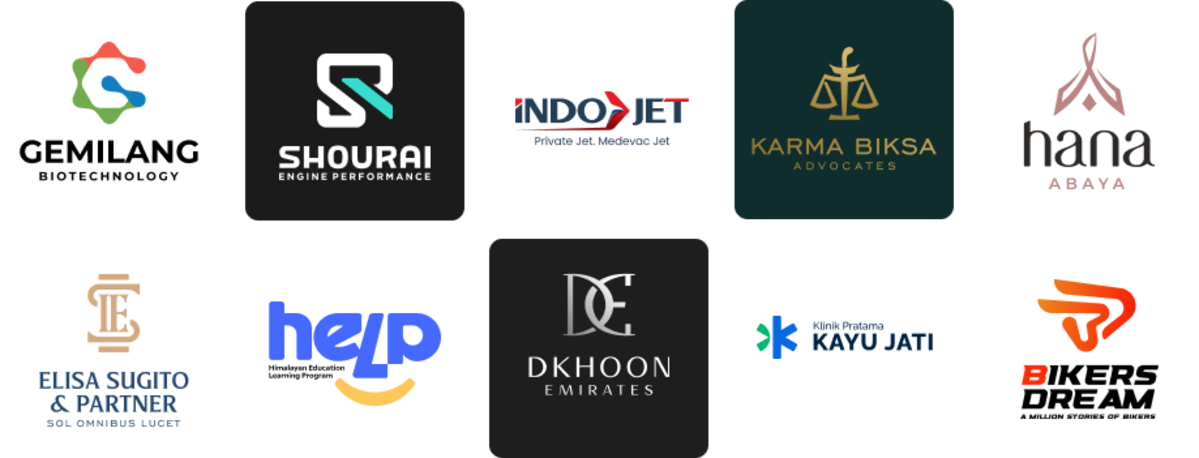 GEMILANG
BIOTECHNOLOGY
SHOURAI
ENGINE PERFORMANCE
INDOJET
Private Jet. Medevac Jet
KARMA BIKSA
ADVOCATES
hana
ABAYA
ELISA SUGITO
& PARTNER
SOL OMNIBUS LUCET
help
Himalayan Education
Learning Program
DE
DKHOON
EMIRATES
Klinik Pratama
KAYU JATI
BIKERS
DREAM
A MILLION STORIES OF BIKERS